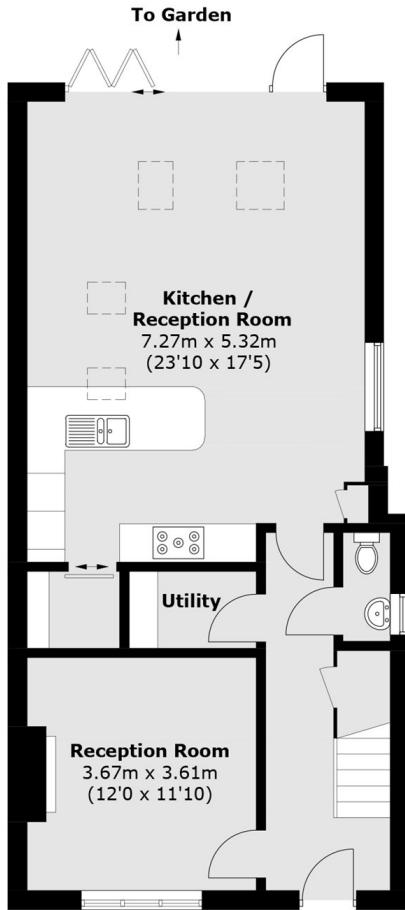 To Garden
Kitchen /
Reception Room
7.27m x 5.32m
(23'10 x 17'5)
Utility
Reception Room
3.67m x 3.61m
(12'0 x 11'10)